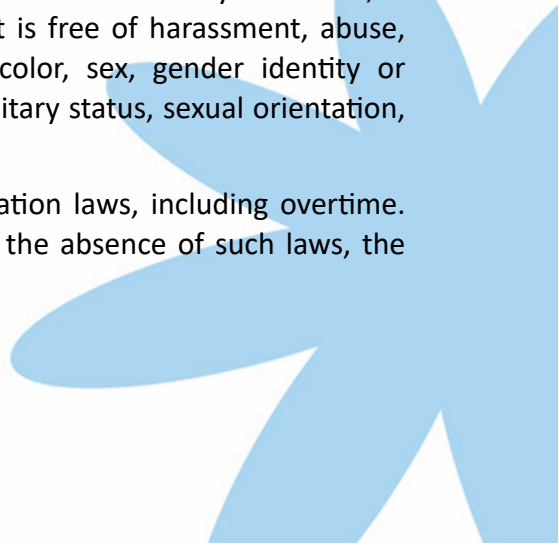 t is free of harassment, abuse,
color, sex, gender identity or
itary status, sexual orientation,
ation laws, including overtime.
the absence of such laws, the